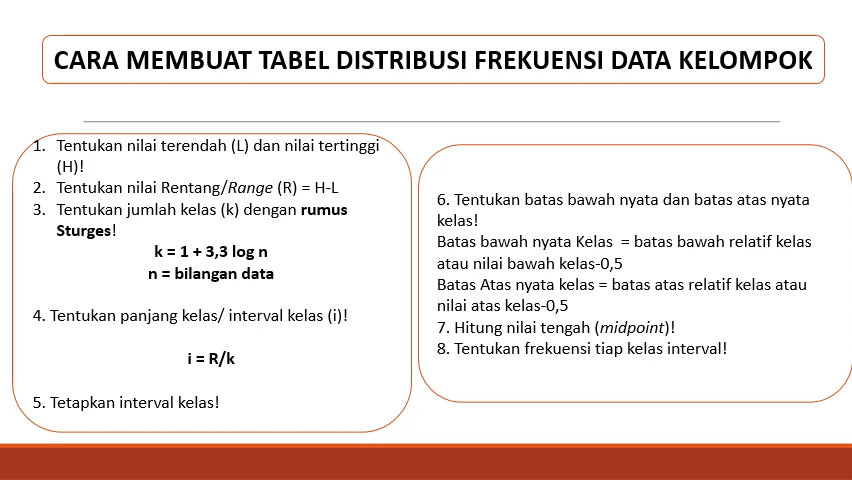 CARA MEMBUAT TABEL DISTRIBUSI FREKUENSI DATA KELOMPOK
1. Tentukan nilai terendah (L) dan nilai tertinggi
(H)!
2. Tentukan nilai Rentang/Range (R) = H-L
3. Tentukan jumlah kelas (k) dengan rumus
Sturges!
k = 1 + 3,3 log n
n = bilangan data
4. Tentukan panjang kelas/ interval kelas (i)!
i = R/k
5. Tetapkan interval kelas!
6. Tentukan batas bawah nyata dan batas atas nyata
kelas!
Batas bawah nyata Kelas = batas bawah relatif kelas
atau nilai bawah kelas-0,5
Batas Atas nyata kelas = batas atas relatif kelas atau
nilai atas kelas-0,5
7. Hitung nilai tengah (midpoint)!
8. Tentukan frekuensi tiap kelas interval!